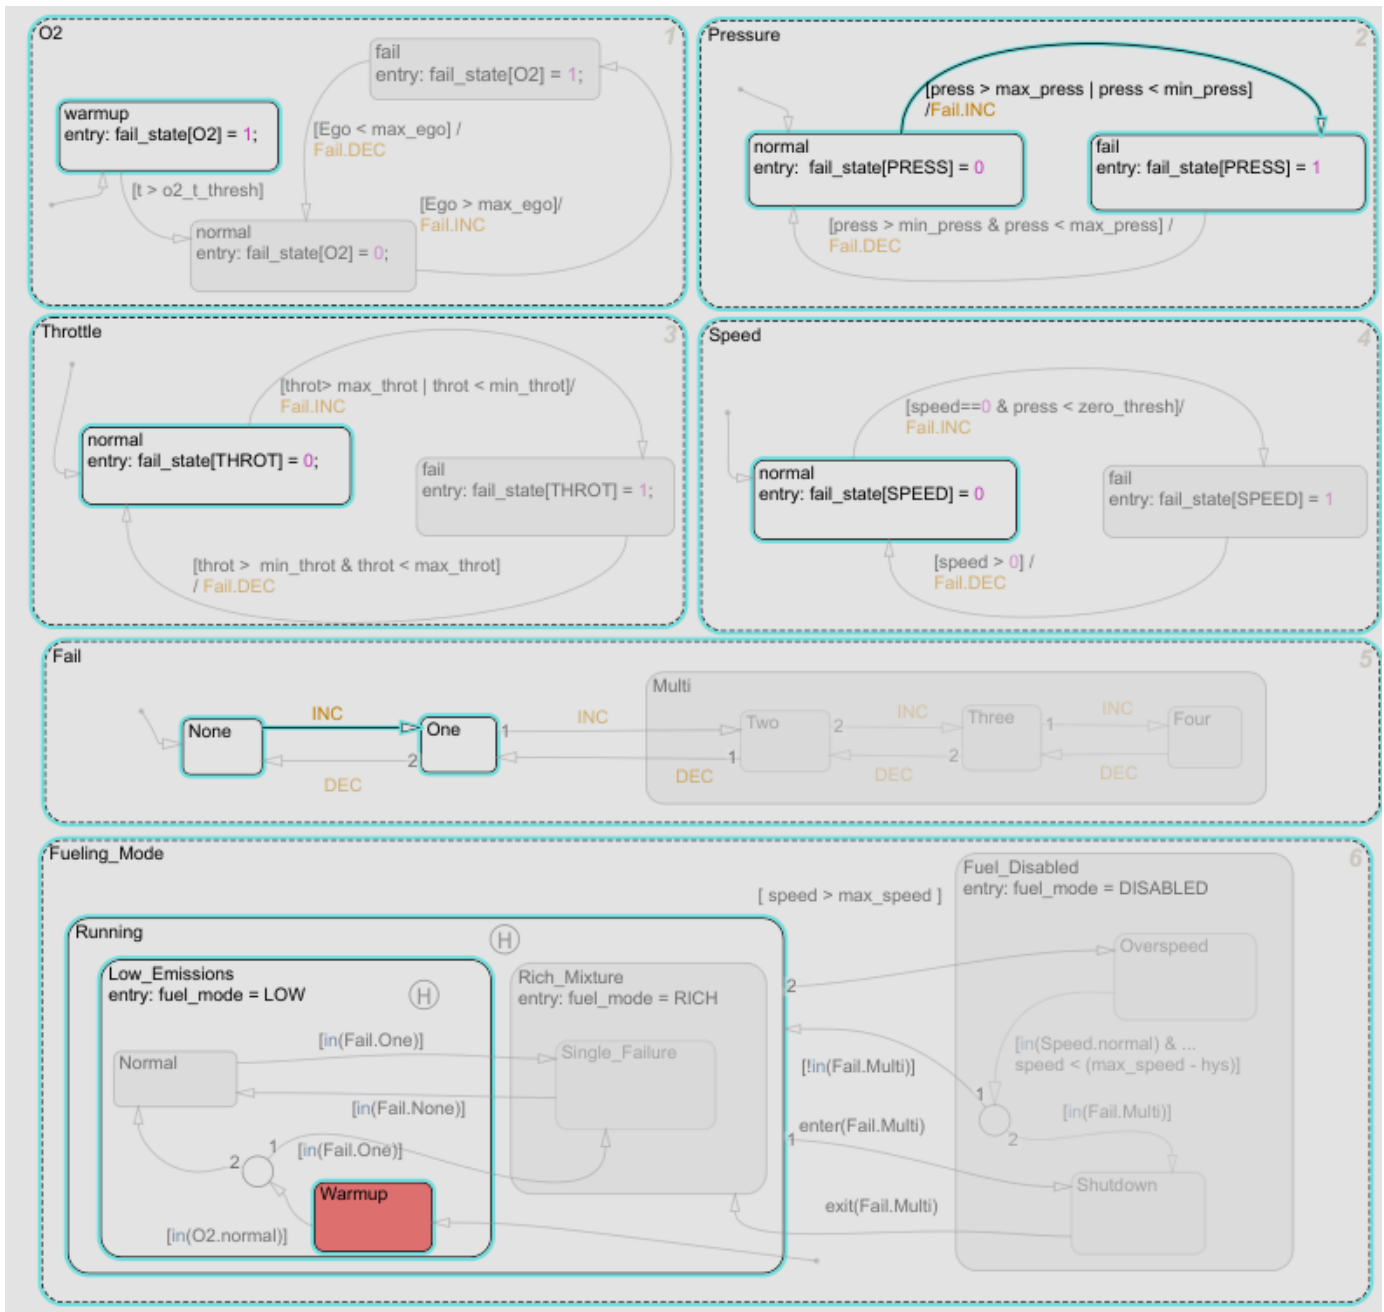 O2
1
fail
entry: fail_state[O2] = 1;
warmup
entry: fail_state[O2] = 1;
[Ego < max_ego] /
Fail.DEC
[t > o2_t_thresh]
[Ego > max_ego]/
Fail.INC
normal
entry: fail_state[O2] = 0;
Pressure
2
[press > max_press | press < min_press]
/Fail.INC
normal
entry:  fail_state[PRESS] = 0
fail
entry: fail_state[PRESS] = 1
[press > min_press & press < max_press] /
Fail.DEC
Throttle
3
[throt> max_throt | throt < min_throt]/
Fail.INC
normal
entry: fail_state[THROT] = 0;
fail
entry: fail_state[THROT] = 1;
[throt >  min_throt & throt < max_throt]
/ Fail.DEC
Speed
4
[speed==0 & press < zero_thresh]/
Fail.INC
normal
entry: fail_state[SPEED] = 0
fail
entry: fail_state[SPEED] = 1
[speed > 0] /
Fail.DEC
Fail
5
None
INC
DEC
One
1
2
INC
DEC
Multi
Two
1
2
INC
DEC
Three
1
2
INC
DEC
Four
Fueling_Mode
6
Running
H
Low_Emissions
entry: fuel_mode = LOW
H
Normal
[in(Fail.One)]
[in(Fail.None)]
1
2
[in(Fail.One)]
Warmup
[in(O2.normal)]
Rich_Mixture
entry: fuel_mode = RICH
Single_Failure
[ speed > max_speed ]
2
[!in(Fail.Multi)]
enter(Fail.Multi)
1
exit(Fail.Multi)
Fuel_Disabled
entry: fuel_mode = DISABLED
Overspeed
[in(Speed.normal) & ...
speed < (max_speed - hys)]
1
2
[in(Fail.Multi)]
Shutdown